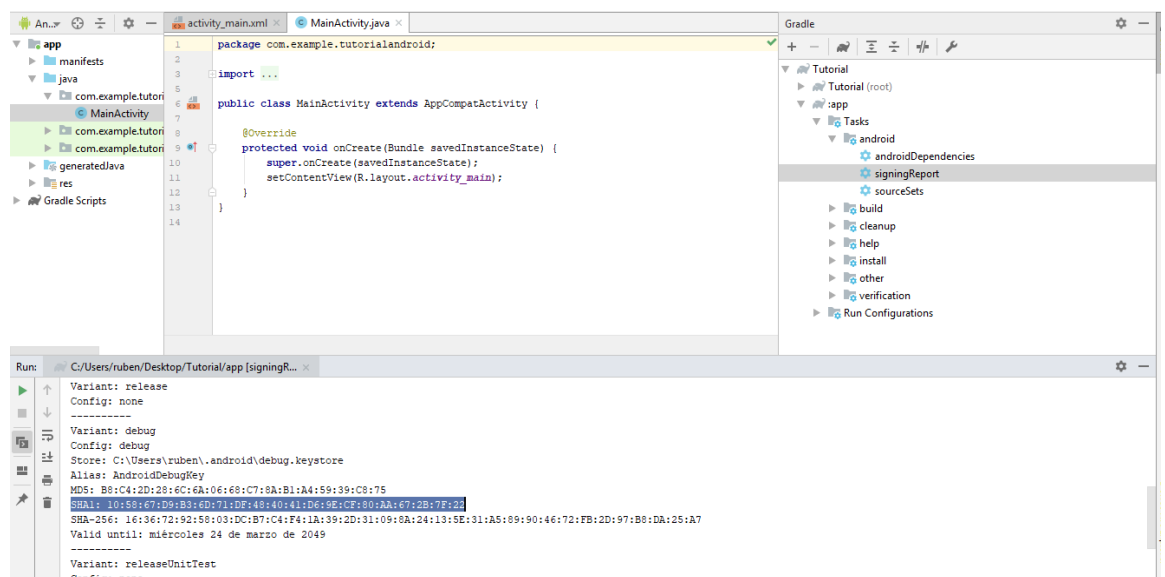 An...
activity_main.xml
MainActivity.java
Gradle
app
manifests
java
com.example.tutori
MainActivity
com.example.tutori
com.example.tutori
generatedJava
res
Gradle Scripts
1 package com.example.tutorialandroid;
2
3 import ...
5
6 public class MainActivity extends AppCompatActivity {
7
8 @Override
9 protected void onCreate(Bundle savedInstanceState) {
10 super.onCreate(savedInstanceState);
11 setContentView(R.layout.activity_main);
12 }
13 }
14
Tutorial
Tutorial (root)
:app
Tasks
android
androidDependencies
signingReport
sourceSets
build
cleanup
help
install
other
verification
Run Configurations
Run: C:/Users/ruben/Desktop/Tutorial/app [signingR...
Variant: release
Config: none
----------
Variant: debug
Config: debug
Store: C:\Users\ruben\.android\debug.keystore
Alias: AndroidDebugKey
MD5: B8:C4:2D:28:6C:6A:06:68:C7:8A:B1:A4:59:39:C8:75
SHA1: 10:58:67:D9:B3:6D:71:DF:48:40:41:D6:9E:CF:80:AA:67:2B:7F:22
SHA-256: 16:36:72:92:58:03:DC:B7:C4:F4:1A:39:2D:31:09:8A:24:13:5E:31:A5:89:90:46:72:FB:2D:97:B8:DA:25:A7
Valid until: miércoles 24 de marzo de 2049
----------
Variant: releaseUnitTest